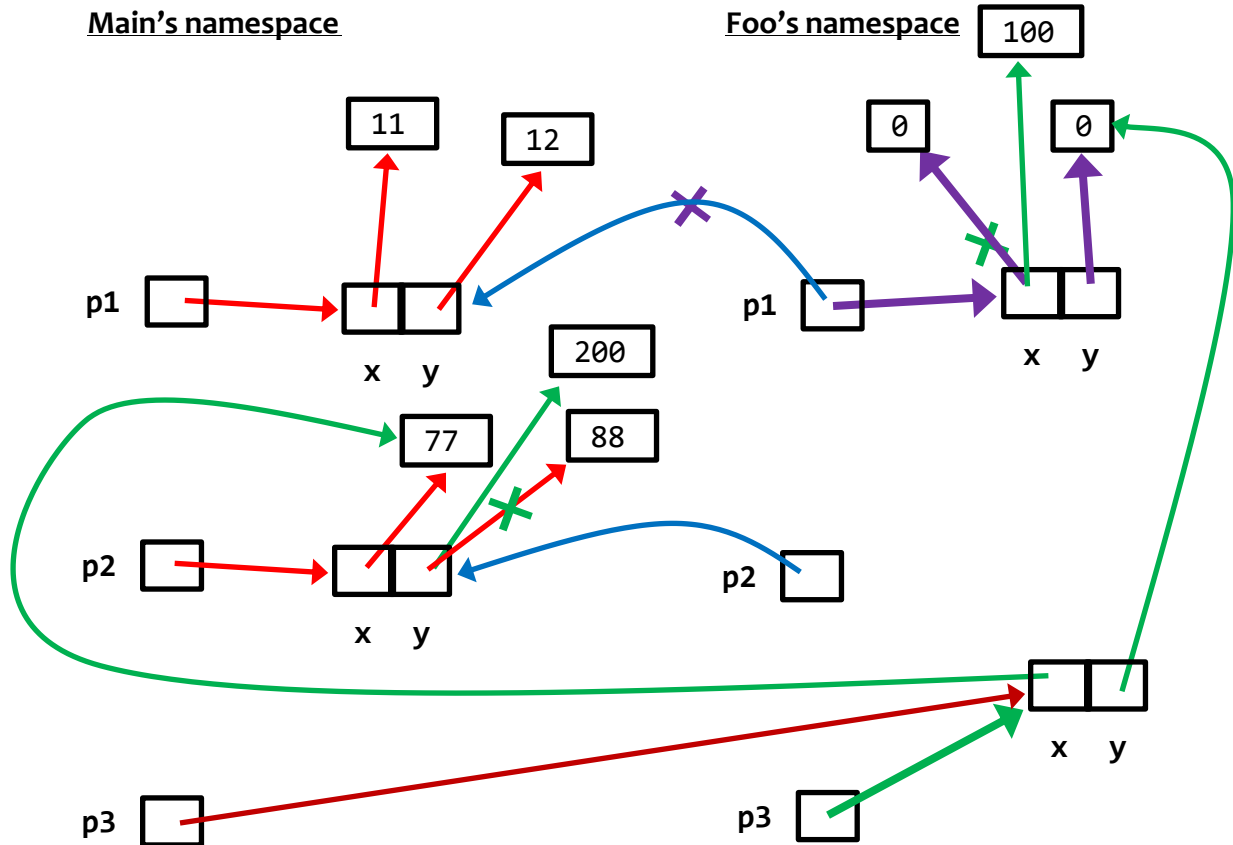 Main's namespace
Foo's namespace
100
11
12
0
0
p1
p1
x y
x y
200
77
88
p2
p2
x y
x y
p3
p3